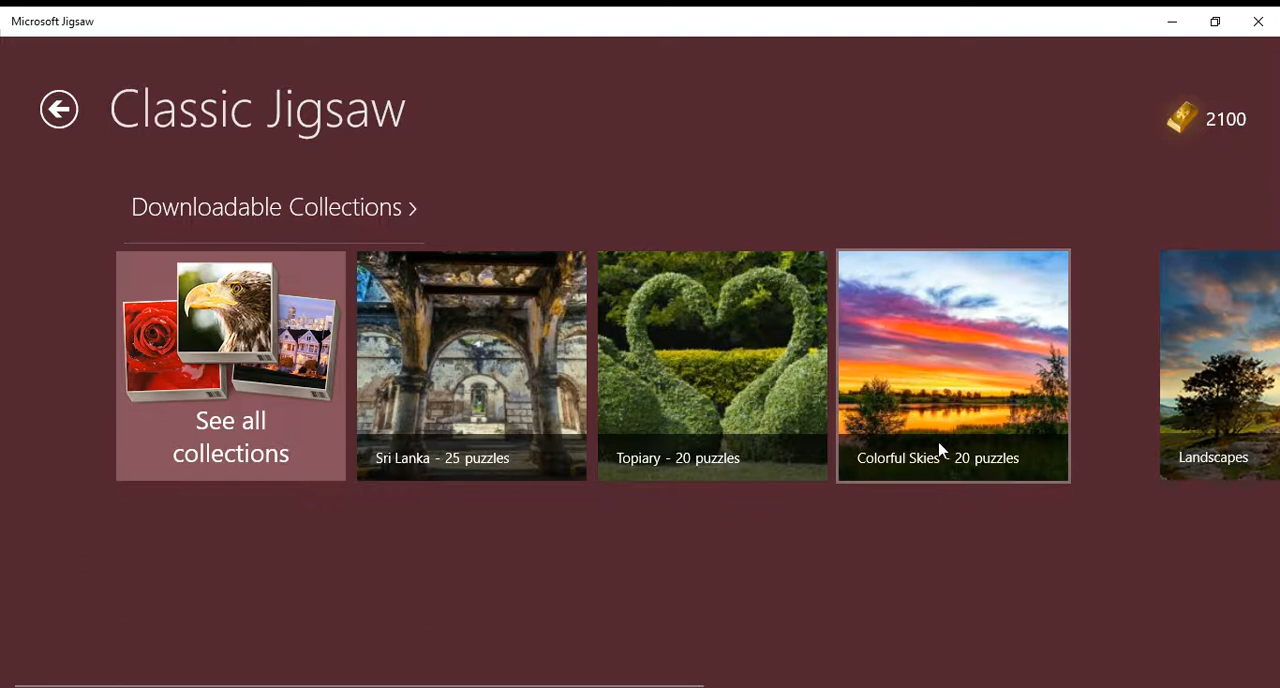 Microsoft Jigsaw
Classic Jigsaw
2100
Downloadable Collections ›
See all
collections
Sri Lanka - 25 puzzles
Topiary - 20 puzzles
Colorful Skies - 20 puzzles
Landscapes